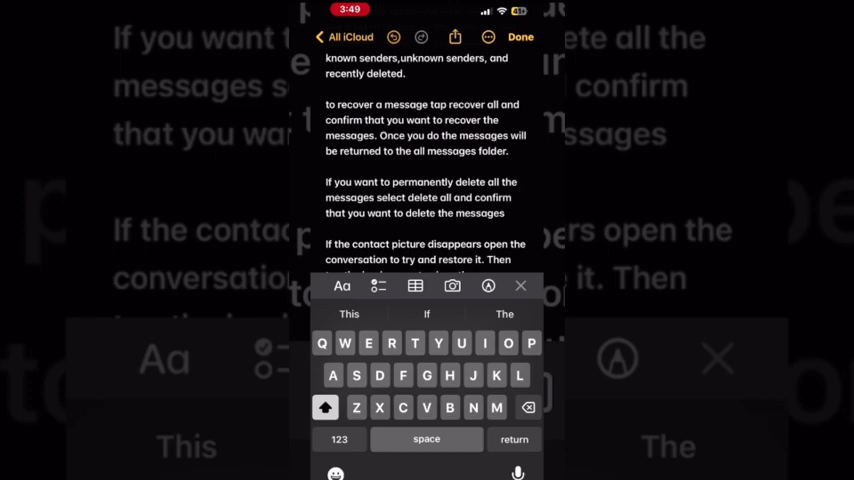 3:49
41
All iCloud
Done
known senders,unknown senders, and
recently deleted.
to recover a message tap recover all and
confirm that you want to recover the
messages. Once you do the messages will
be returned to the all messages folder.
If you want to permanently delete all the
messages select delete all and confirm
that you want to delete the messages
If the contact picture disappears open the
conversation to try and restore it. Then
Aa
This If The
Q W E R T Y U I O P
A S D F G H J K L
Z X C V B N M
123 space return